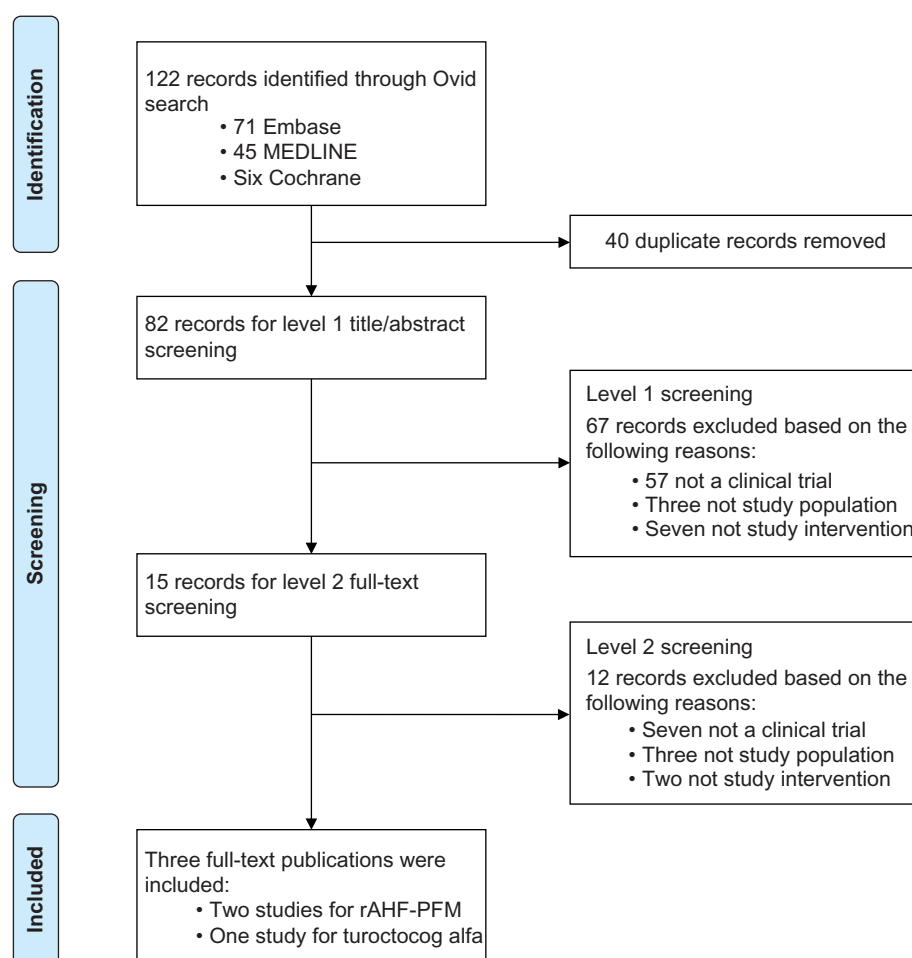 Identification
122 records identified through Ovid
search
• 71 Embase
• 45 MEDLINE
• Six Cochrane
40 duplicate records removed
Screening
82 records for level 1 title/abstract
screening
Level 1 screening
67 records excluded based on the
following reasons:
• 57 not a clinical trial
• Three not study population
• Seven not study intervention
15 records for level 2 full-text
screening
Level 2 screening
12 records excluded based on the
following reasons:
• Seven not a clinical trial
• Three not study population
• Two not study intervention
Included
Three full-text publications were
included:
• Two studies for rAHF-PFM
• One study for turoctocog alfa